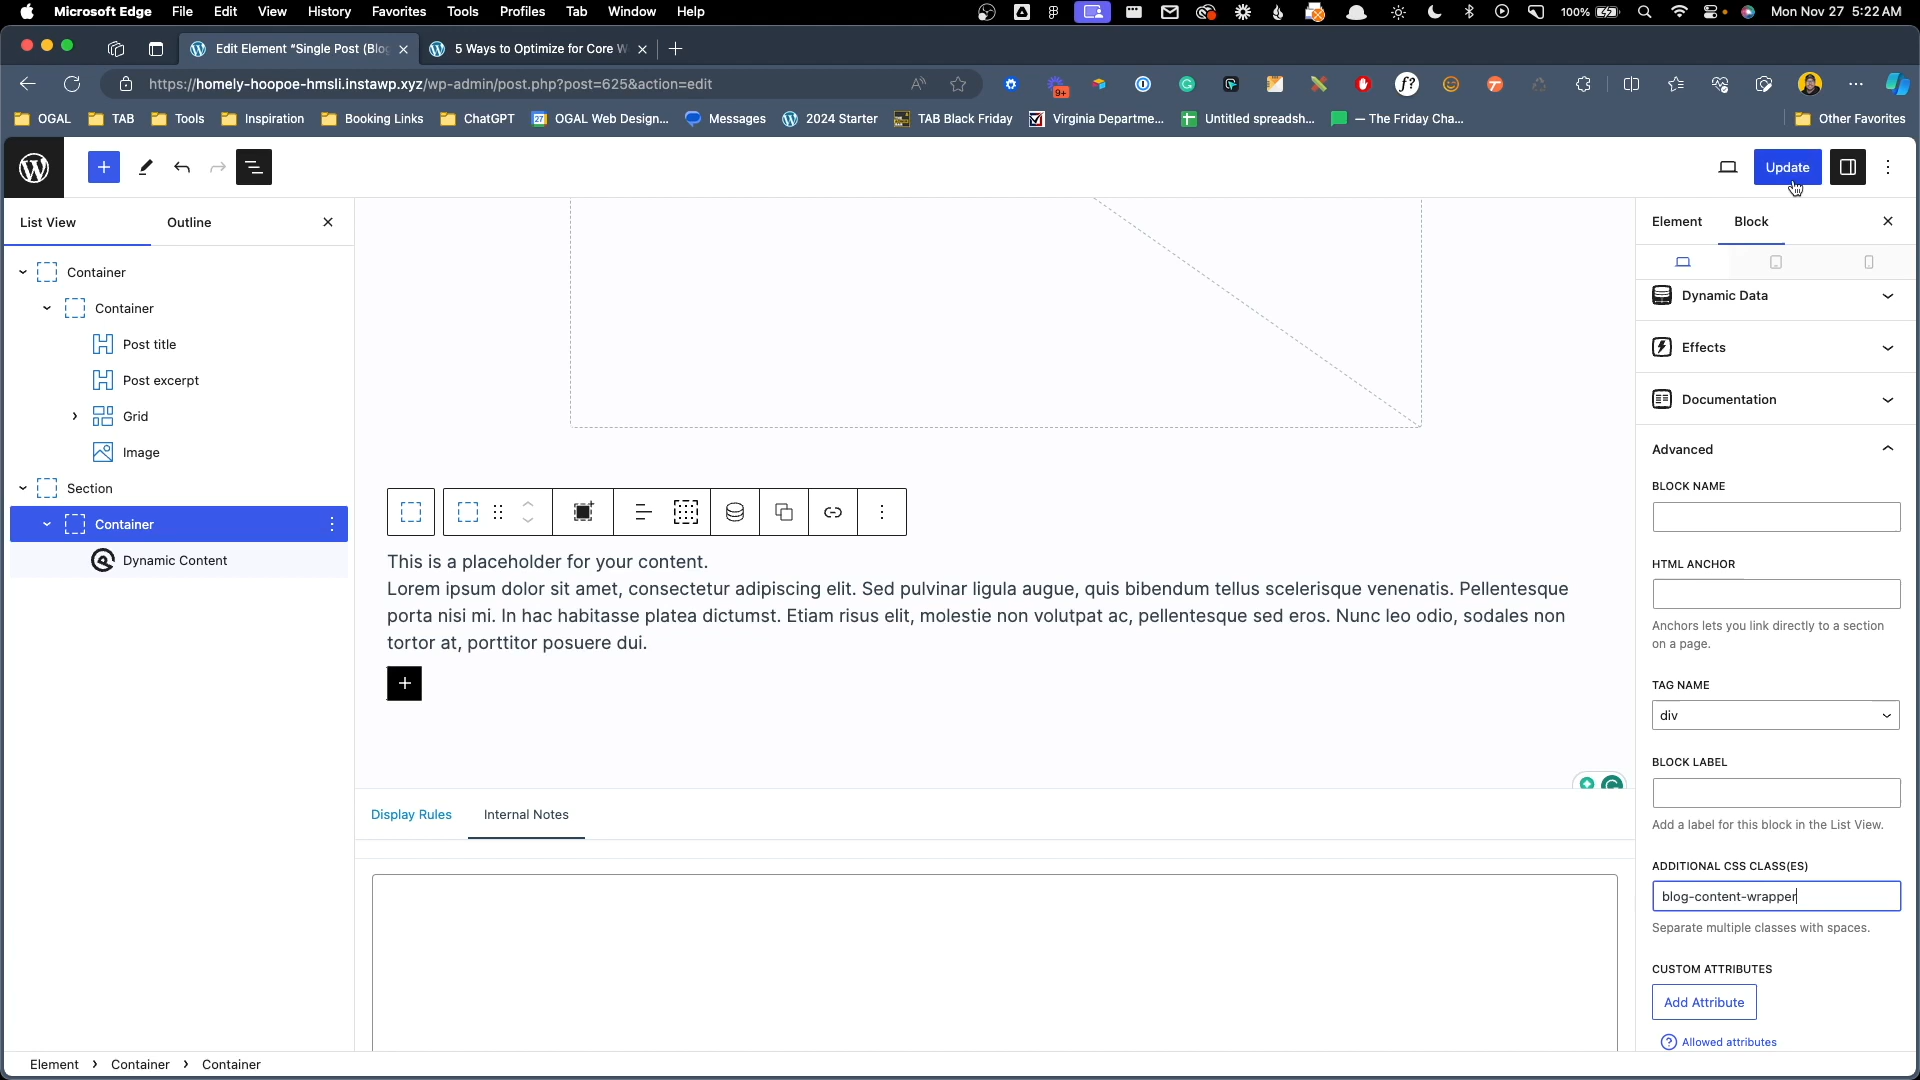 Microsoft Edge File Edit View History Favorites Tools Profiles Tab Window Help 100% Mon Nov 27 5:22 AM
Edit Element "Single Post (Blo 5 Ways to Optimize for Core W
https://homely-hoopoe-hmsli.instawp.xyz/wp-admin/post.php?post=625&action=edit 9+ f?
OGAL TAB Tools Inspiration Booking Links ChatGPT 27 OGAL Web Design... Messages 2024 Starter TAB Black Friday Virginia Departme... Untitled spreadsh... — The Friday Cha... Other Favorites
Update
List View Outline
Element Block
Container
Container
Post title
Post excerpt
Grid
Image
Section
Container
Dynamic Content
This is a placeholder for your content.
Lorem ipsum dolor sit amet, consectetur adipiscing elit. Sed pulvinar ligula augue, quis bibendum tellus scelerisque venenatis. Pellentesque
porta nisi mi. In hac habitasse platea dictumst. Etiam risus elit, molestie non volutpat ac, pellentesque sed eros. Nunc leo odio, sodales non
tortor at, porttitor posuere dui.
Display Rules Internal Notes
Dynamic Data
Effects
Documentation
Advanced
BLOCK NAME
HTML ANCHOR
Anchors lets you link directly to a section
on a page.
TAG NAME
div
BLOCK LABEL
Add a label for this block in the List View.
ADDITIONAL CSS CLASS(ES)
blog-content-wrapper
Separate multiple classes with spaces.
CUSTOM ATTRIBUTES
Add Attribute
Allowed attributes
Element > Container > Container